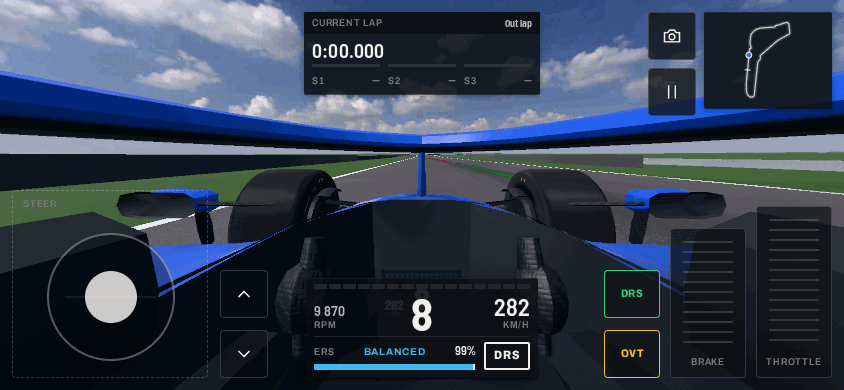 CURRENT LAP Out lap
0:00.000
S1 – S2 – S3 –
STEER
9 870 RPM
8
282 KM/H
282
8
ERS BALANCED 99% DRS
DRS
OVT
BRAKE
THROTTLE